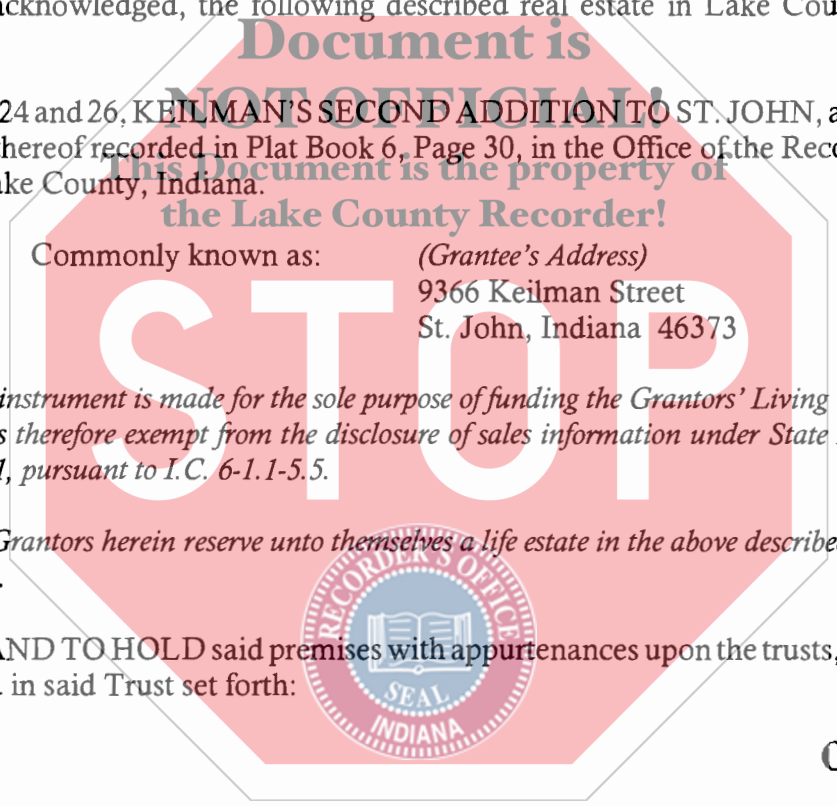 acknowledged, the following described real estate in Lake Cou
Document is
NOT OFFICIAL!
24 and 26, KEILMAN'S SECOND ADDITION TO ST. JOHN, a
hereof recorded in Plat Book 6, Page 30, in the Office of the Reco
This Document is the property of
ake County, Indiana.
the Lake County Recorder!
Commonly known as: (Grantee's Address)
9366 Keilman Street
St. John, Indiana 46373
STOP
instrument is made for the sole purpose of funding the Grantors' Living
s therefore exempt from the disclosure of sales information under State
, pursuant to I.C. 6-1.1-5.5.
Grantors herein reserve unto themselves a life estate in the above describe
AND TO HOLD said premises with appurtenances upon the trusts,
in said Trust set forth:
RECORDER'S OFFICE
SEAL
INDIANA